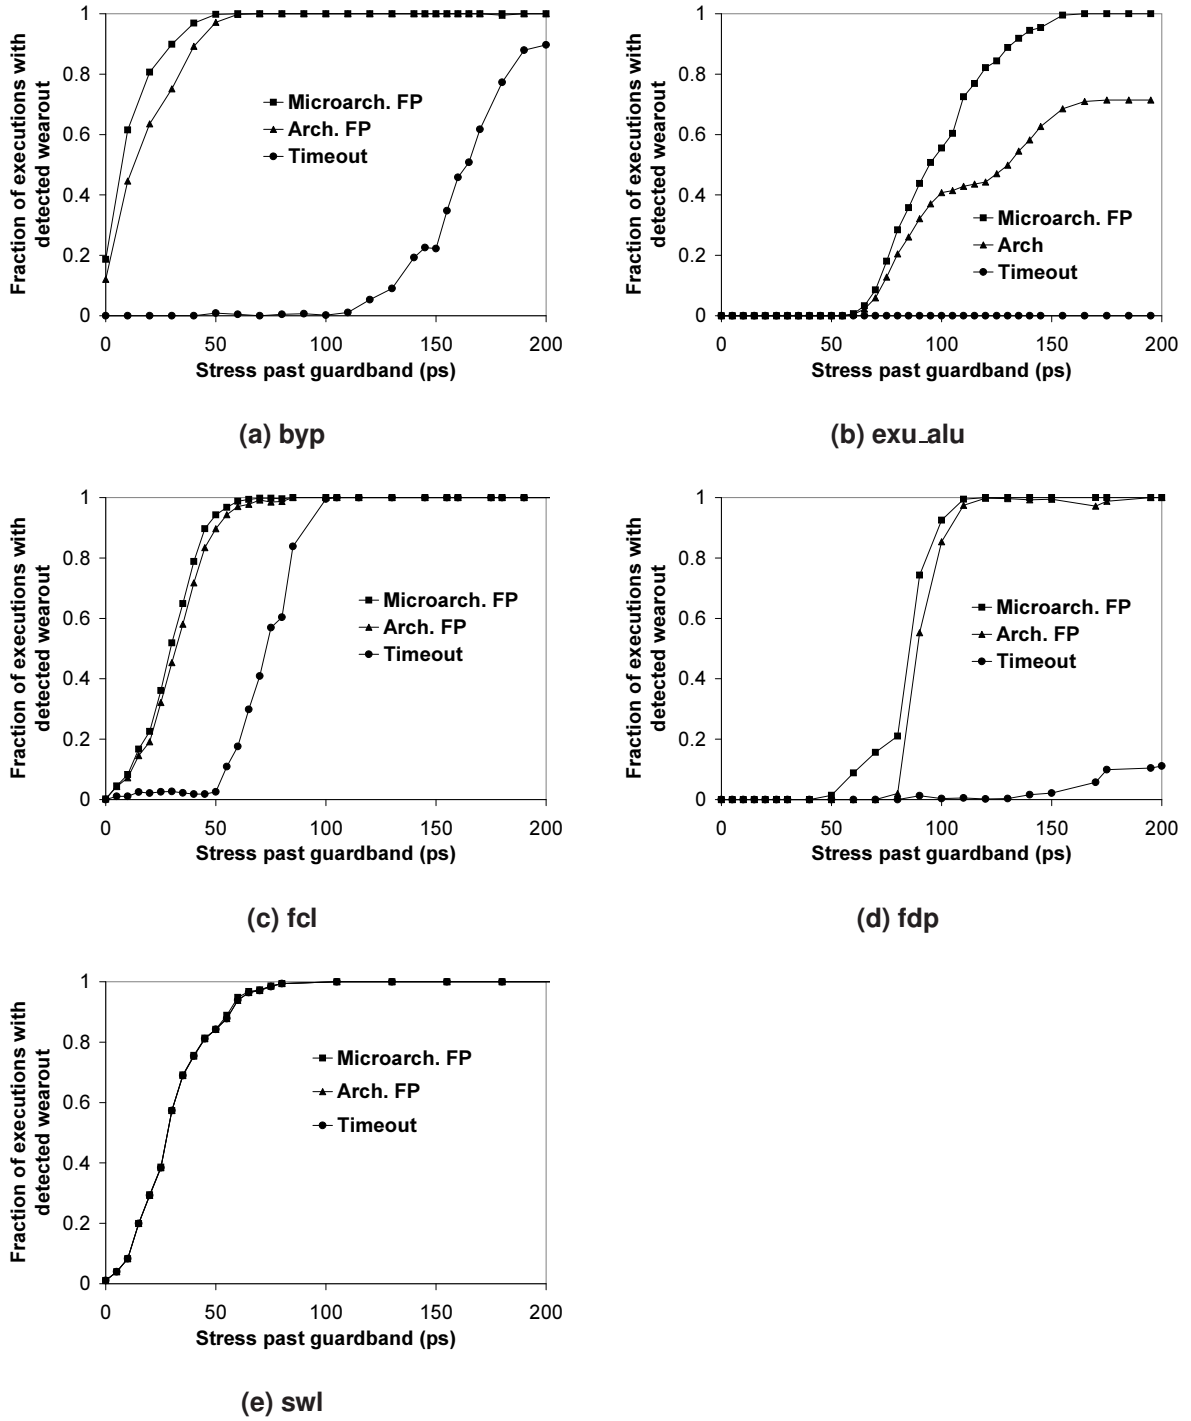 Fraction of executions with
detected wearout
1
0.8
0.6
0.4
0.2
0
0 50 100 150 200
Microarch. FP
Arch. FP
Timeout
Stress past guardband (ps)
(a) byp
Fraction of executions with
detected wearout
1
0.8
0.6
0.4
0.2
0
0 50 100 150 200
Microarch. FP
Arch
Timeout
Stress past guardband (ps)
(b) exu_alu
Fraction of executions with
detected wearout
1
0.8
0.6
0.4
0.2
0
0 50 100 150 200
Microarch. FP
Arch. FP
Timeout
Stress past guardband (ps)
(c) fcl
Fraction of executions with
detected wearout
1
0.8
0.6
0.4
0.2
0
0 50 100 150 200
Microarch. FP
Arch. FP
Timeout
Stress past guardband (ps)
(d) fdp
Fraction of executions with
detected wearout
1
0.8
0.6
0.4
0.2
0
0 50 100 150 200
Microarch. FP
Arch. FP
Timeout
Stress past guardband (ps)
(e) swl